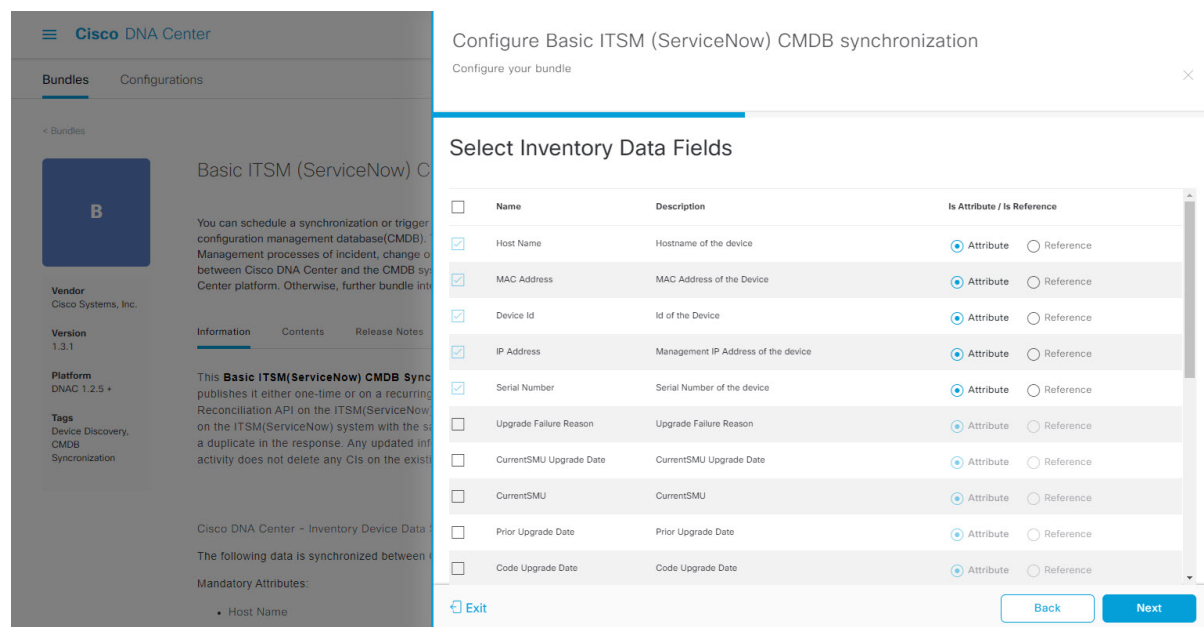 Cisco DNA Center
Bundles Configurations
< Bundles
B
Vendor
Cisco Systems, Inc.
Version
1.3.1
Platform
DNAC 1.2.5 +
Tags
Device Discovery,
CMDB
Syncronization
Basic ITSM (ServiceNow) C
You can schedule a synchronization or trigger
configuration management database(CMDB).
Management processes of incident, change o
between Cisco DNA Center and the CMDB sy
Center platform. Otherwise, further bundle int
Information Contents Release Notes
This Basic ITSM(ServiceNow) CMDB Sync
publishes it either one-time or on a recurring
Reconciliation API on the ITSM(ServiceNow
on the ITSM(ServiceNow) system with the sa
a duplicate in the response. Any updated inf
activity does not delete any CIs on the existi
Cisco DNA Center - Inventory Device Data
The following data is synchronized between
Mandatory Attributes:
• Host Name
Configure Basic ITSM (ServiceNow) CMDB synchronization
Configure your bundle
Select Inventory Data Fields
Name Description Is Attribute / Is Reference
Host Name Hostname of the device Attribute Reference
MAC Address MAC Address of the Device Attribute Reference
Device Id Id of the Device Attribute Reference
IP Address Management IP Address of the device Attribute Reference
Serial Number Serial Number of the device Attribute Reference
Upgrade Failure Reason Upgrade Failure Reason Attribute Reference
CurrentSMU Upgrade Date CurrentSMU Upgrade Date Attribute Reference
CurrentSMU CurrentSMU Attribute Reference
Prior Upgrade Date Prior Upgrade Date Attribute Reference
Code Upgrade Date Code Upgrade Date Attribute Reference
Exit Back Next